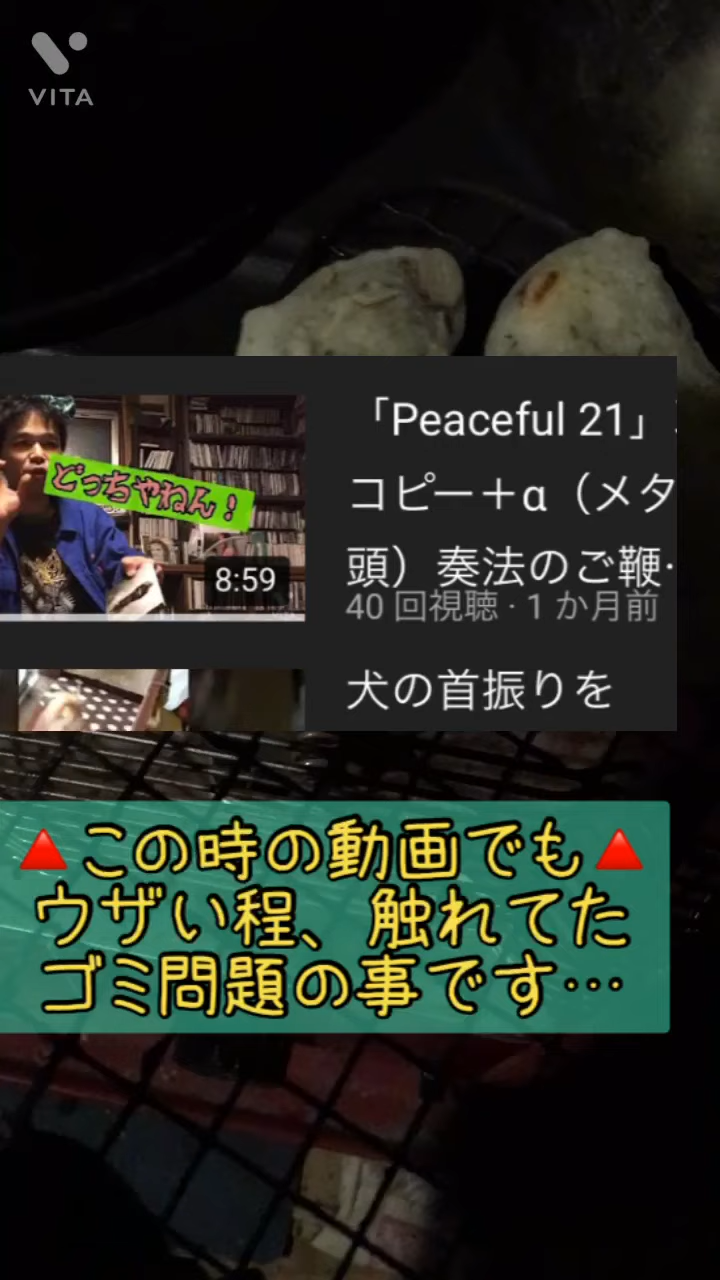 VITA
「Peaceful 21」
コピー＋α（メタ
頭）奏法のご鞭…
どっちやねん！
8:59
40 回視聴 · 1 か月前
犬の首振りを
🔺この時の動画でも🔺
ウザい程、触れてた
ゴミ問題の事です…